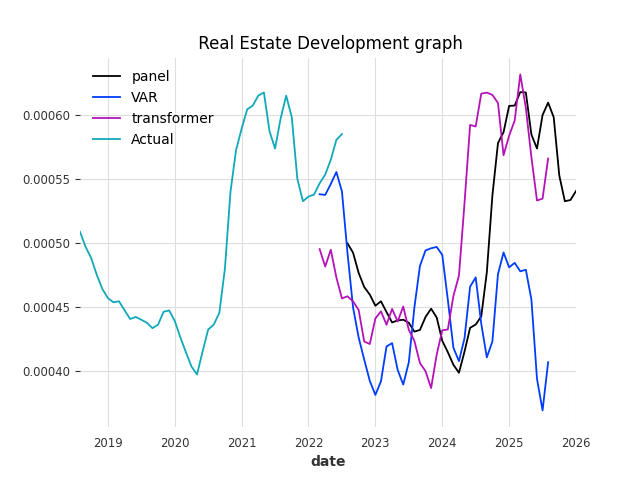 Real Estate Development graph
panel
VAR
transformer
Actual
0.00060
0.00055
0.00050
0.00045
0.00040
2019 2020 2021 2022 2023 2024 2025 2026
date